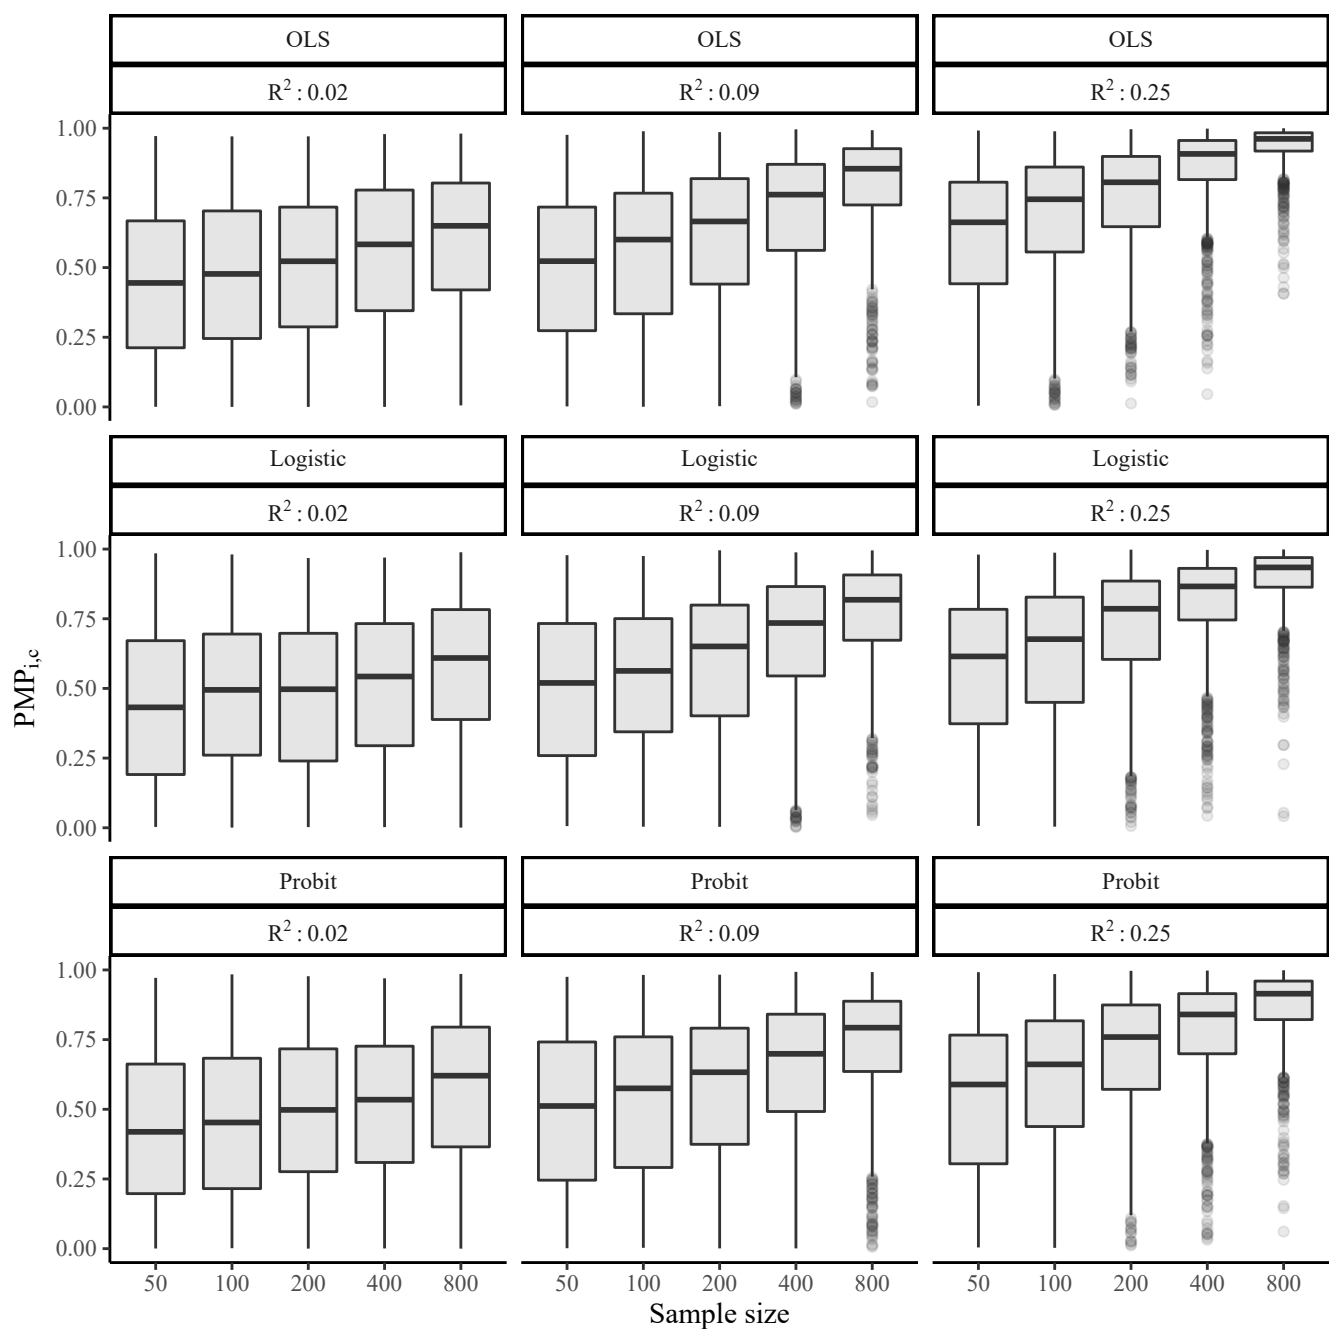 OLS OLS OLS
R² : 0.02 R² : 0.09 R² : 0.25
1.00
0.75
0.50
0.25
0.00
Logistic Logistic Logistic
R² : 0.02 R² : 0.09 R² : 0.25
1.00
0.75
0.50
0.25
0.00
PMPi,c
Probit Probit Probit
R² : 0.02 R² : 0.09 R² : 0.25
1.00
0.75
0.50
0.25
0.00
50 100 200 400 800 50 100 200 400 800 50 100 200 400 800
Sample size